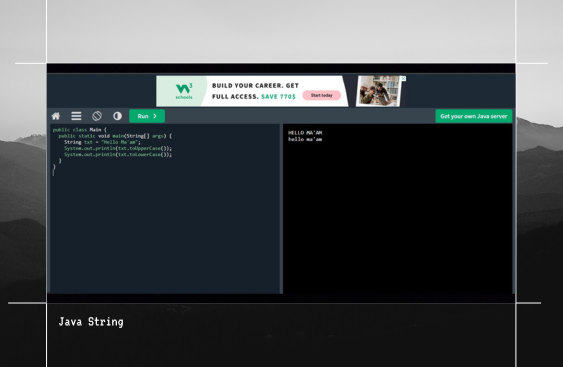 W3
schools
BUILD YOUR CAREER. GET
FULL ACCESS. SAVE 770$
Start today
Run ❯
Get your own Java server
public class Main {
  public static void main(String[] args) {
    String txt = "Hello Ma'am";
    System.out.println(txt.toUpperCase());
    System.out.println(txt.toLowerCase());
  }
}
HELLO MA'AM
hello ma'am
Java String